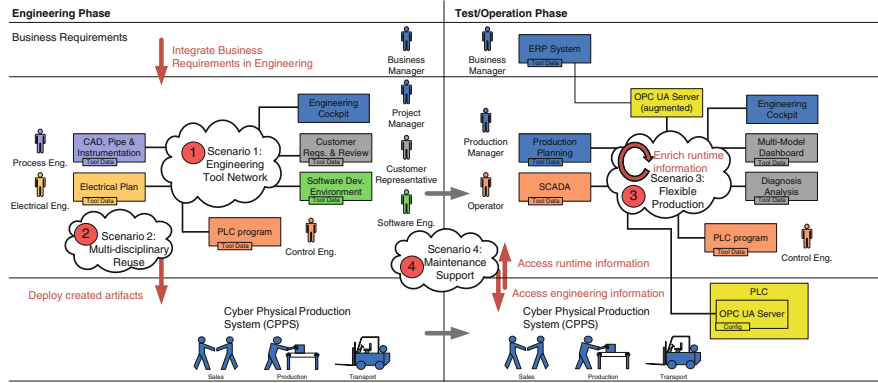 Engineering Phase
Test/Operation Phase
Business Requirements
Integrate Business
Requirements in Engineering
Business
Manager
Business
Manager
ERP System
Tool Data
OPC UA Server
(augmented)
Engineering
Cockpit
Project
Manager
Engineering
Cockpit
Process Eng.
CAD, Pipe &
Instrumentation
Tool Data
1
Scenario 1:
Engineering
Tool Network
Customer
Reqs. & Review
Tool Data
Customer
Representative
Production
Manager
Production
Planning
Tool Data
Enrich runtime
information
Multi-Model
Dashboard
Tool Data
Electrical Eng.
Electrical Plan
Tool Data
Software Dev.
Environment
Tool Data
Software Eng.
Operator
SCADA
Tool Data
3
Scenario 3:
Flexible
Production
Diagnosis
Analysis
Tool Data
2
Scenario 2:
Multi-disciplinary
Reuse
PLC program
Tool Data
Control Eng.
4
Scenario 4:
Maintenance
Support
PLC program
Tool Data
Control Eng.
Access runtime information
Deploy created artifacts
Access engineering information
Cyber Physical Production
System (CPPS)
Sales
Production
Transport
Cyber Physical Production
System (CPPS)
Sales
Production
Transport
PLC
OPC UA Server
Config